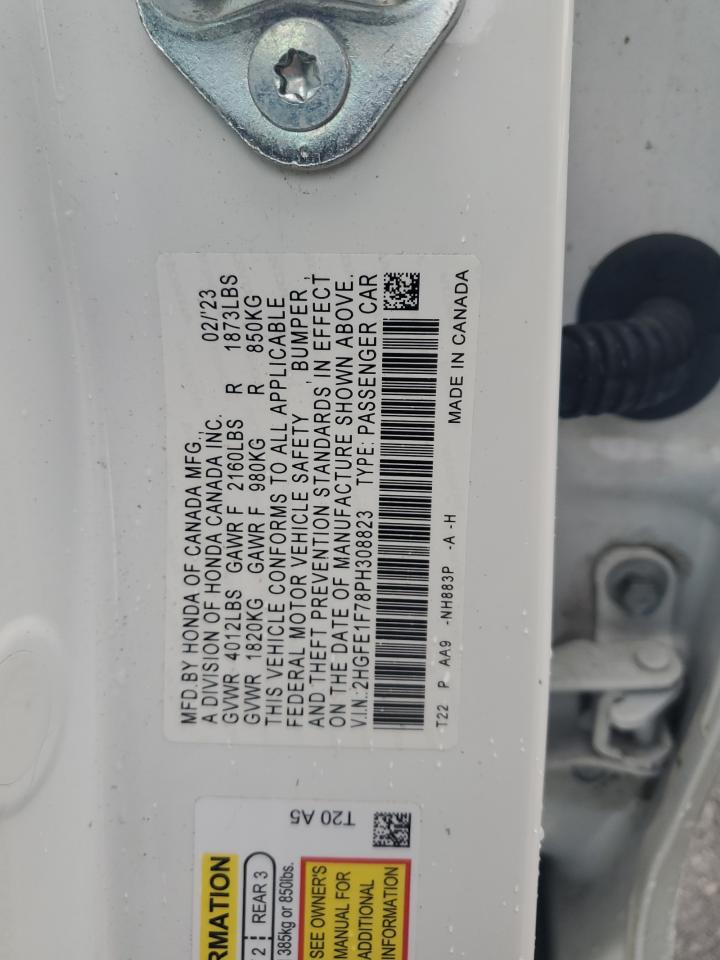 MFD.BY HONDA OF CANADA MFG., 02/'23
A DIVISION OF HONDA CANADA INC.
GVWR 4012LBS GAWR F 2160LBS R 1873LBS
GVWR 1820KG GAWR F 980KG R 850KG
THIS VEHICLE CONFORMS TO ALL APPLICABLE
FEDERAL MOTOR VEHICLE SAFETY , BUMPER ,
AND THEFT PREVENTION STANDARDS IN EFFECT
ON THE DATE OF MANUFACTURE SHOWN ABOVE.
V.I.N.:2HGFE1F78PH308823 TYPE: PASSENGER CAR
T22 P AA9 -NH883P -A -H
MADE IN CANADA
T20 A5
RMATION
2 REAR 3
385kg or 850lbs.
SEE OWNER'S
MANUAL FOR
ADDITIONAL
INFORMATION